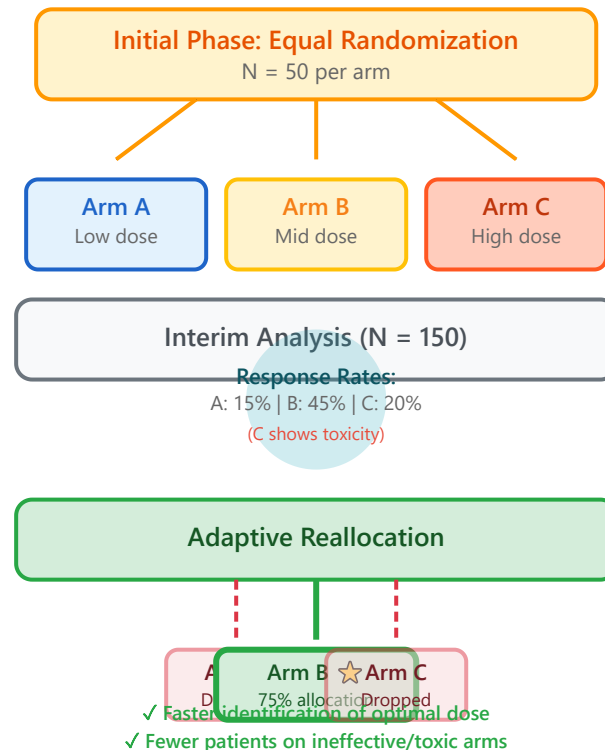 Initial Phase: Equal Randomization
N = 50 per arm
Arm A
Low dose
Arm B
Mid dose
Arm C
High dose
Interim Analysis (N = 150)
Response Rates:
A: 15% | B: 45% | C: 20%
(C shows toxicity)
Adaptive Reallocation
A
D
Arm B ⭐
75% allocation
Arm C
Dropped
✓ Faster identification of optimal dose
✓ Fewer patients on ineffective/toxic arms